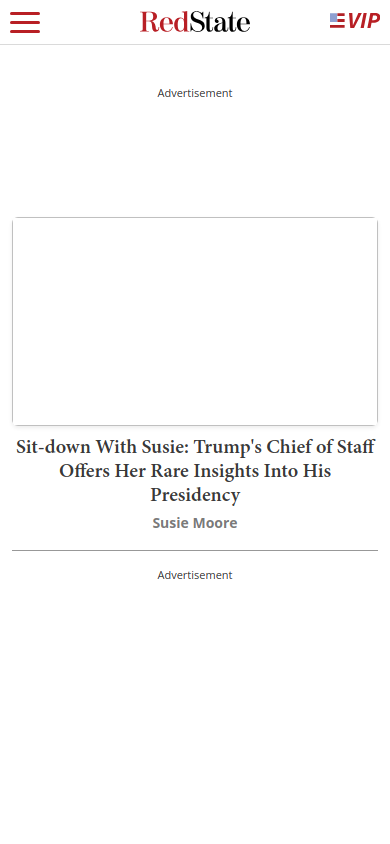 RedState
VIP
Advertisement
Sit-down With Susie: Trump's Chief of Staff
Offers Her Rare Insights Into His
Presidency
Susie Moore
Advertisement